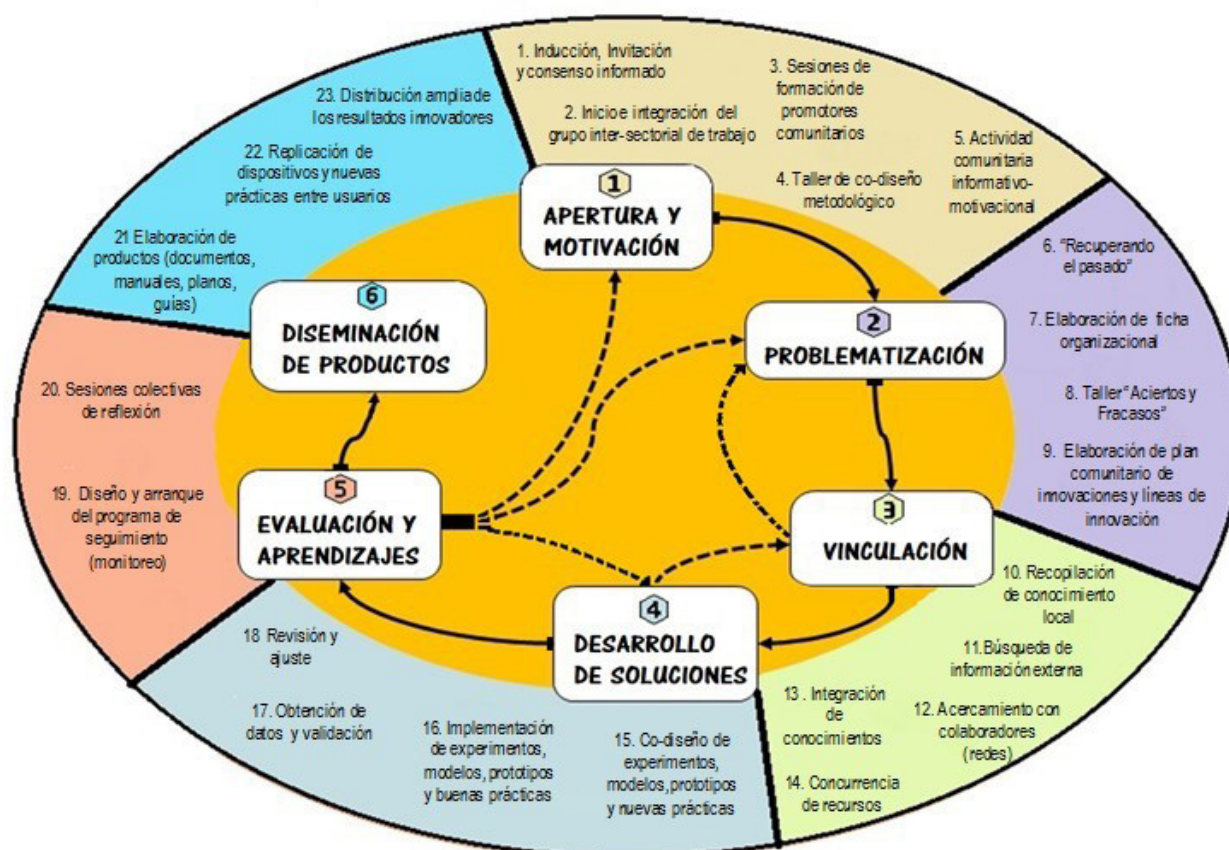 1. Inducción, Invitación
y consenso informado
2. Inicio e integración del
grupo inter-sectorial de trabajo
3. Sesiones de
formación de
promotores
comunitarios
4. Taller de co-diseño
metodológico
5. Actividad
comunitaria
informativo-
motivacional
6. “Recuperando
el pasado”
7. Elaboración de ficha
organizacional
8. Taller “Aciertos y
Fracasos”
9. Elaboración de plan
comunitario de
innovaciones y líneas de
innovación
10. Recopilación
de conocimiento
local
11.Búsqueda de
información externa
12. Acercamiento con
colaboradores
(redes)
13 . Integración
de
conocimientos
14. Concurrencia
de recursos
15. Co-diseño de
experimentos,
modelos, prototipos
y nuevas prácticas
16. Implementación
de experimentos,
modelos, prototipos
y buenas prácticas
17. Obtención de
datos y validación
18 Revisión y
ajuste
19. Diseño y arranque
del programa de
seguimiento
(monitoreo)
20. Sesiones colectivas
de reflexión
21 Elaboración de
productos (documentos,
manuales, planos,
guías)
22. Replicación de
dispositivos y nuevas
prácticas entre usuarios
23. Distribución amplia de
los resultados innovadores
1
APERTURA Y
MOTIVACIÓN
2
PROBLEMATIZACIÓN
3
VINCULACIÓN
4
DESARROLLO
DE SOLUCIONES
5
EVALUACIÓN Y
APRENDIZAJES
6
DISEMINACIÓN
DE PRODUCTOS